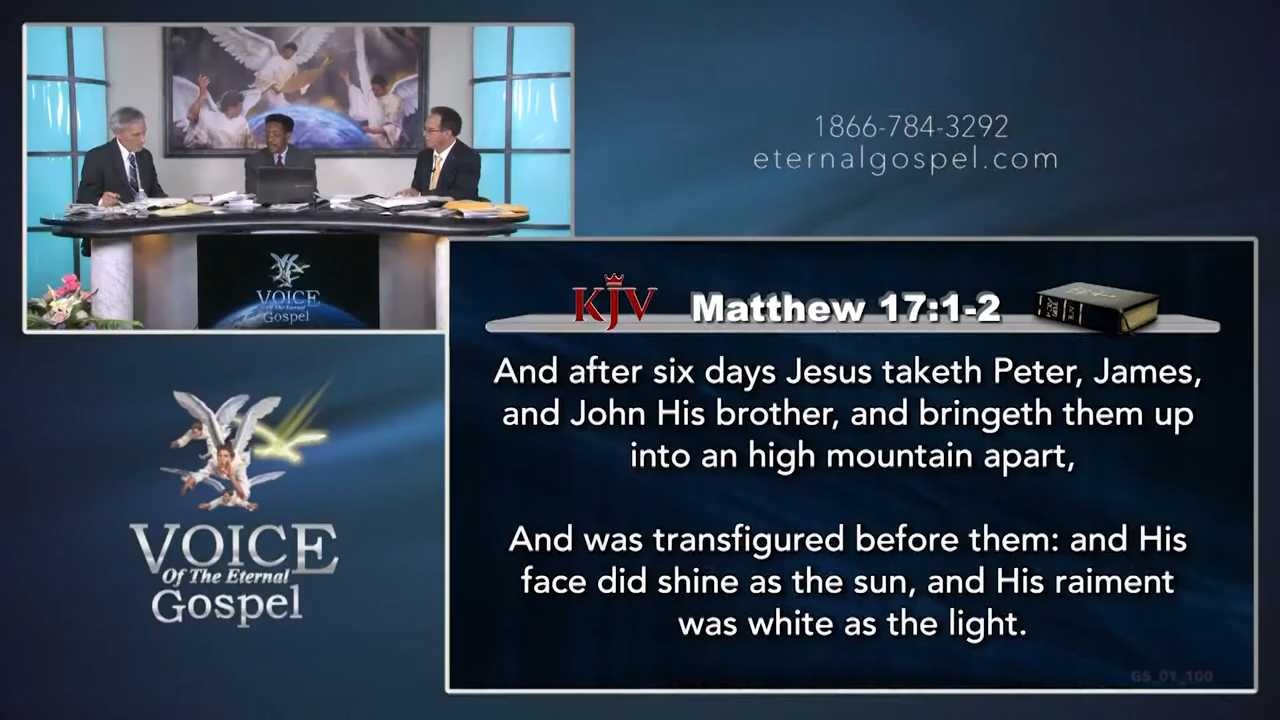 1866-784-3292
eternalgospel.com
VOICE
Of The Eternal
Gospel
KJV Matthew 17:1-2
And after six days Jesus taketh Peter, James,
and John His brother, and bringeth them up
into an high mountain apart,
And was transfigured before them: and His
face did shine as the sun, and His raiment
was white as the light.
VOICE
Of The Eternal
Gospel
G5_01_100